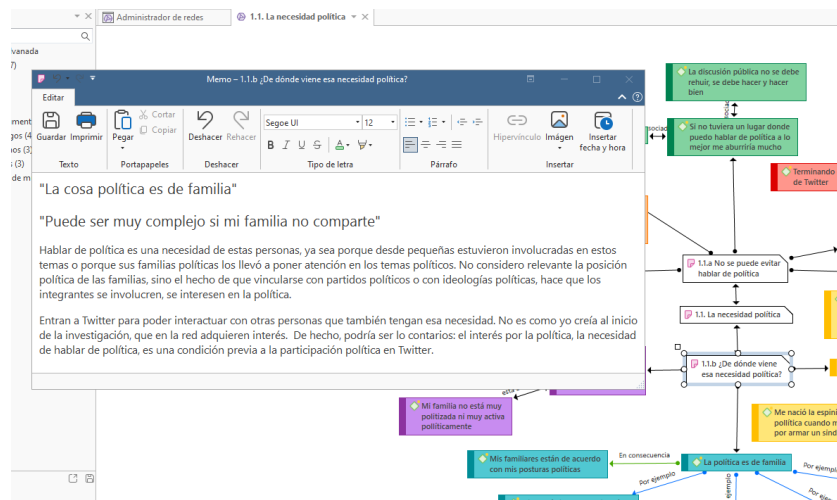 Administrador de redes
1.1. La necesidad política
vanada
7)
ment
gos (4
nos (3)
s (3)
de m
Memo – 1.1.b ¿De dónde viene esa necesidad política?
Editar
Guardar
Imprimir
Pegar
Cortar
Copiar
Deshacer
Rehacer
Segoe UI
12
B I U S A
Hipervínculo
Imágen
Insertar
fecha y hora
Texto
Portapapeles
Deshacer
Tipo de letra
Párrafo
Insertar
"La cosa política es de familia"
"Puede ser muy complejo si mi familia no comparte"
Hablar de política es una necesidad de estas personas, ya sea porque desde pequeñas estuvieron involucradas en estos
temas o porque sus familias políticas los llevó a poner atención en los temas políticos. No considero relevante la posición
política de las familias, sino el hecho de que vincularse con partidos políticos o con ideologías políticas, hace que los
integrantes se involucren, se interesen en la política.
Entran a Twitter para poder interactuar con otras personas que también tengan esa necesidad. No es como yo creía al inicio
de la investigación, que en la red adquieren interés. De hecho, podría ser lo contarios: el interés por la política, la necesidad
de hablar de política, es una condición previa a la participación política en Twitter.
La discusión pública no se debe
rehuir, se debe hacer y hacer
bien
sociad
Si no tuviera un lugar donde
puedo hablar de política a lo
mejor me aburriría mucho
Terminando
de Twitter
1.1.a No se puede evitar
hablar de política
1.1. La necesidad política
1.1.b ¿De dónde viene
esa necesidad política?
Mi familia no está muy
politizada ni muy activa
políticamente
Me nació la espini
política cuando m
por armar un sind
Mis familiares están de acuerdo
con mis posturas políticas
En consecuencia
La política es de familia
Por ejemplo
Por ejempl
ejemplo
Por eje